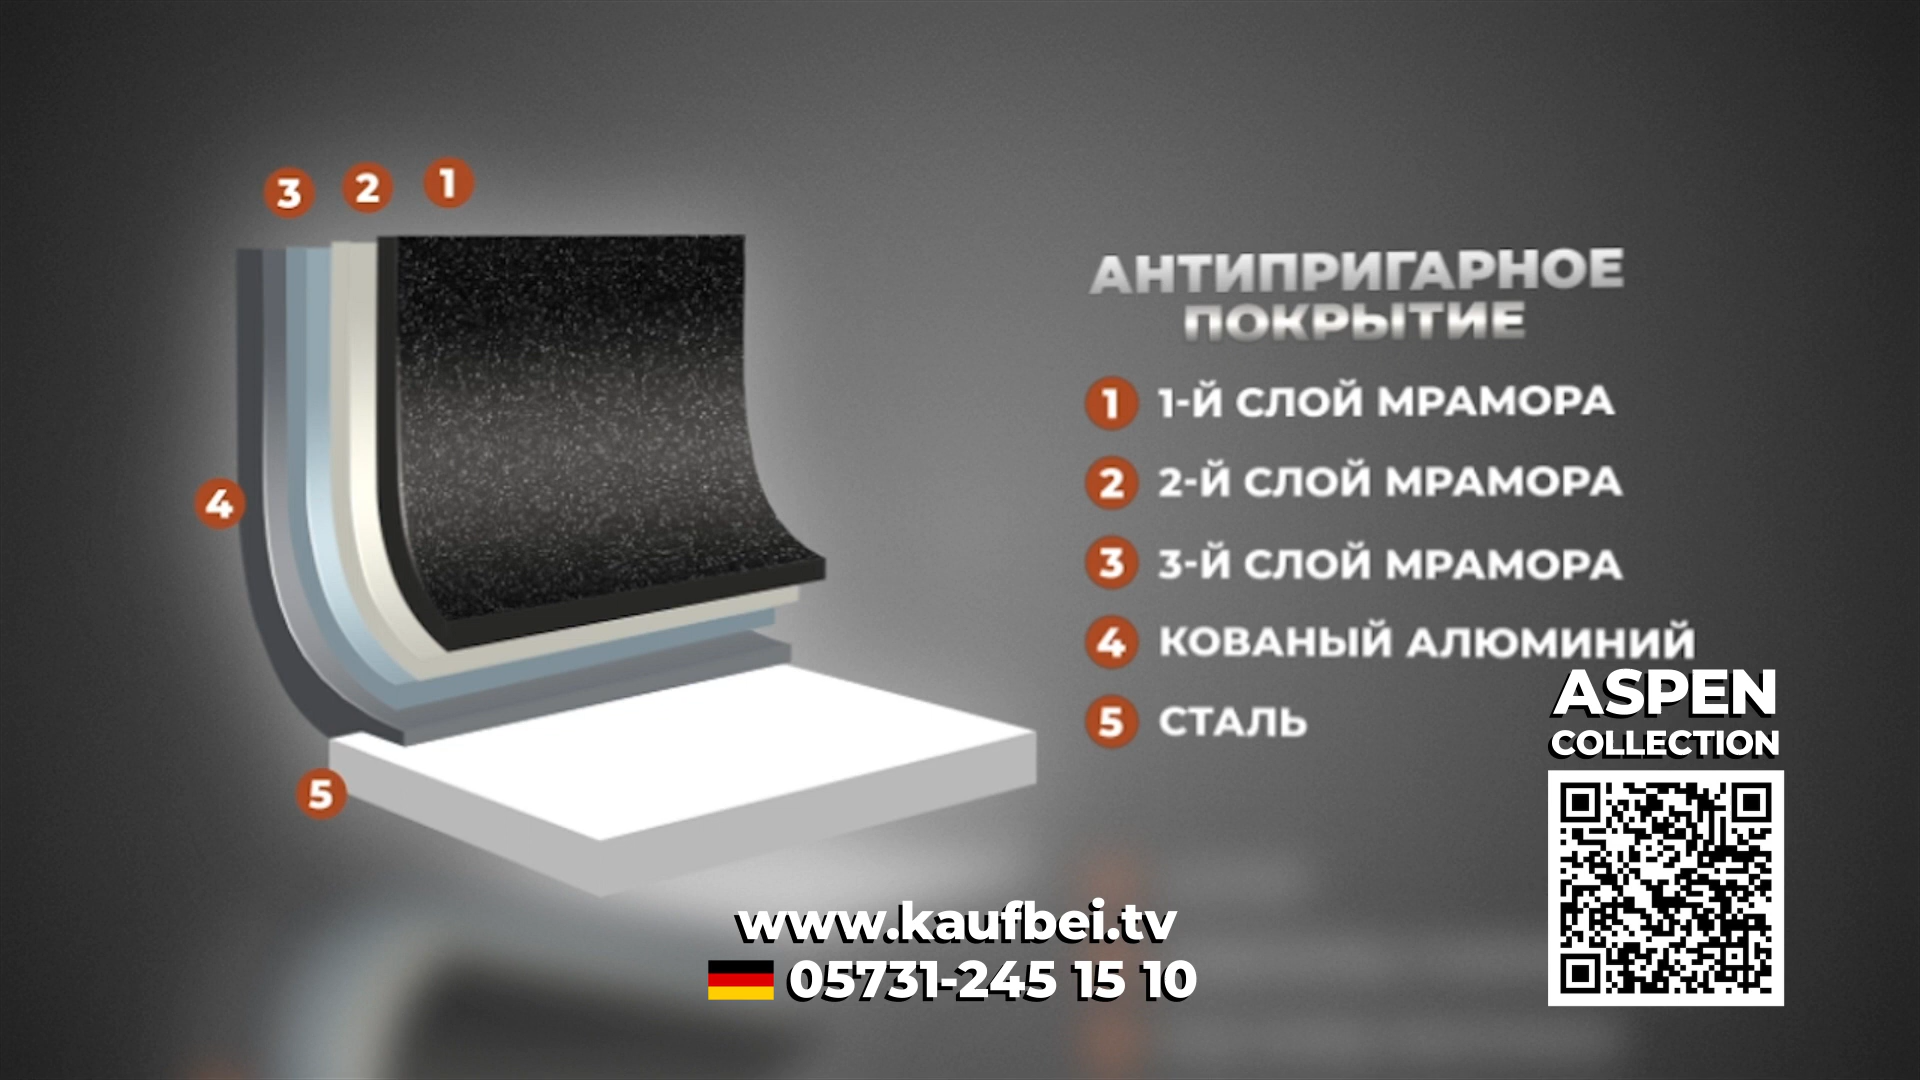 3 2 1
АНТИПРИГАРНОЕ
ПОКРЫТИЕ
1 1-Й СЛОЙ МРАМОРА
2 2-Й СЛОЙ МРАМОРА
3 3-Й СЛОЙ МРАМОРА
4
4 КОВАНЫЙ АЛЮМИНИЙ
5 СТАЛЬ
5
ASPEN
COLLECTION
www.kaufbei.tv
05731-245 15 10